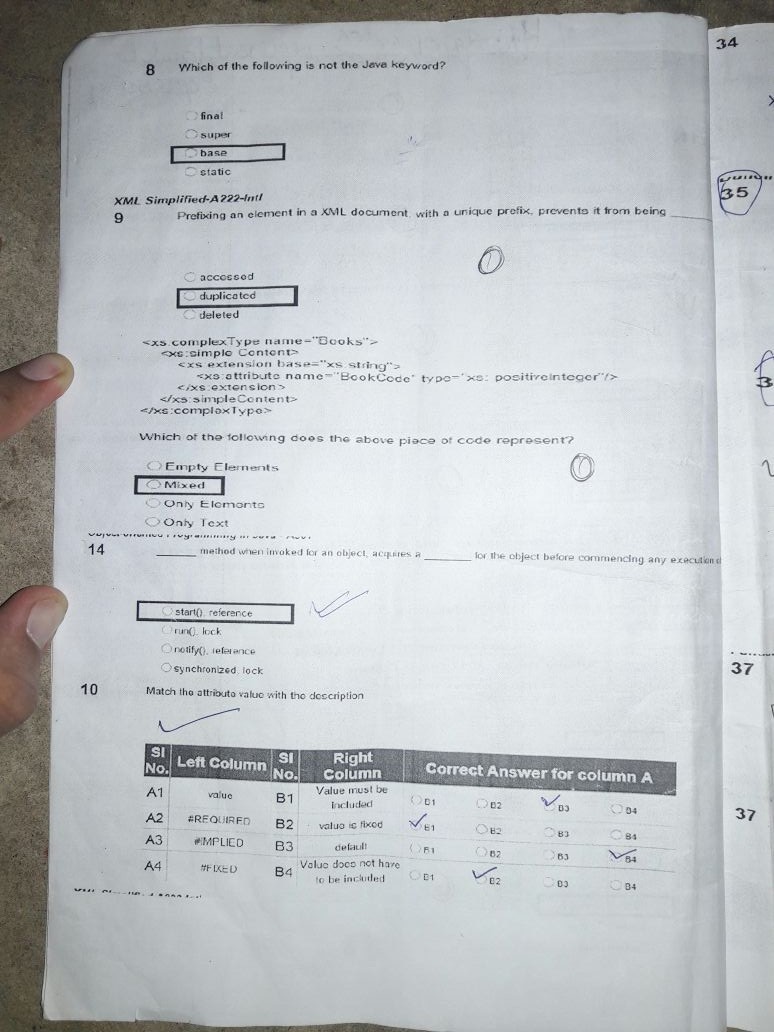 34
8 Which of the following is not the Java keyword?
final
super
base
static
XML Simplified-A222-Intl
35
9 Prefixing an element in a XML document, with a unique prefix, prevents it from being ______
accessed
duplicated
deleted
<xs:complexType name="Books">
<xs:simple Content>
<xs extension base="xs string">
<xs:attribute name="BookCode" type="xs: positiveInteger"/>
</xs:extension>
</xs:simpleContent>
</xs:complexType>
Which of the following does the above piece of code represent?
Empty Elements
Mixed
Only Elements
Only Text
14 ______ method when invoked for an object, acquires a ______ for the object before commencing any execution
start(), reference
run(), lock
notify(), reference
synchronized, lock
37
10 Match the attribute value with the description
Sl No. Left Column Sl No. Right Column Correct Answer for column A
A1 value B1 Value must be included B1 B2 B3 B4
A2 #REQUIRED B2 value is fixed B1 B2 B3 B4
A3 #IMPLIED B3 default B1 B2 B3 B4
A4 #FIXED B4 Value does not have to be included B1 B2 B3 B4
37